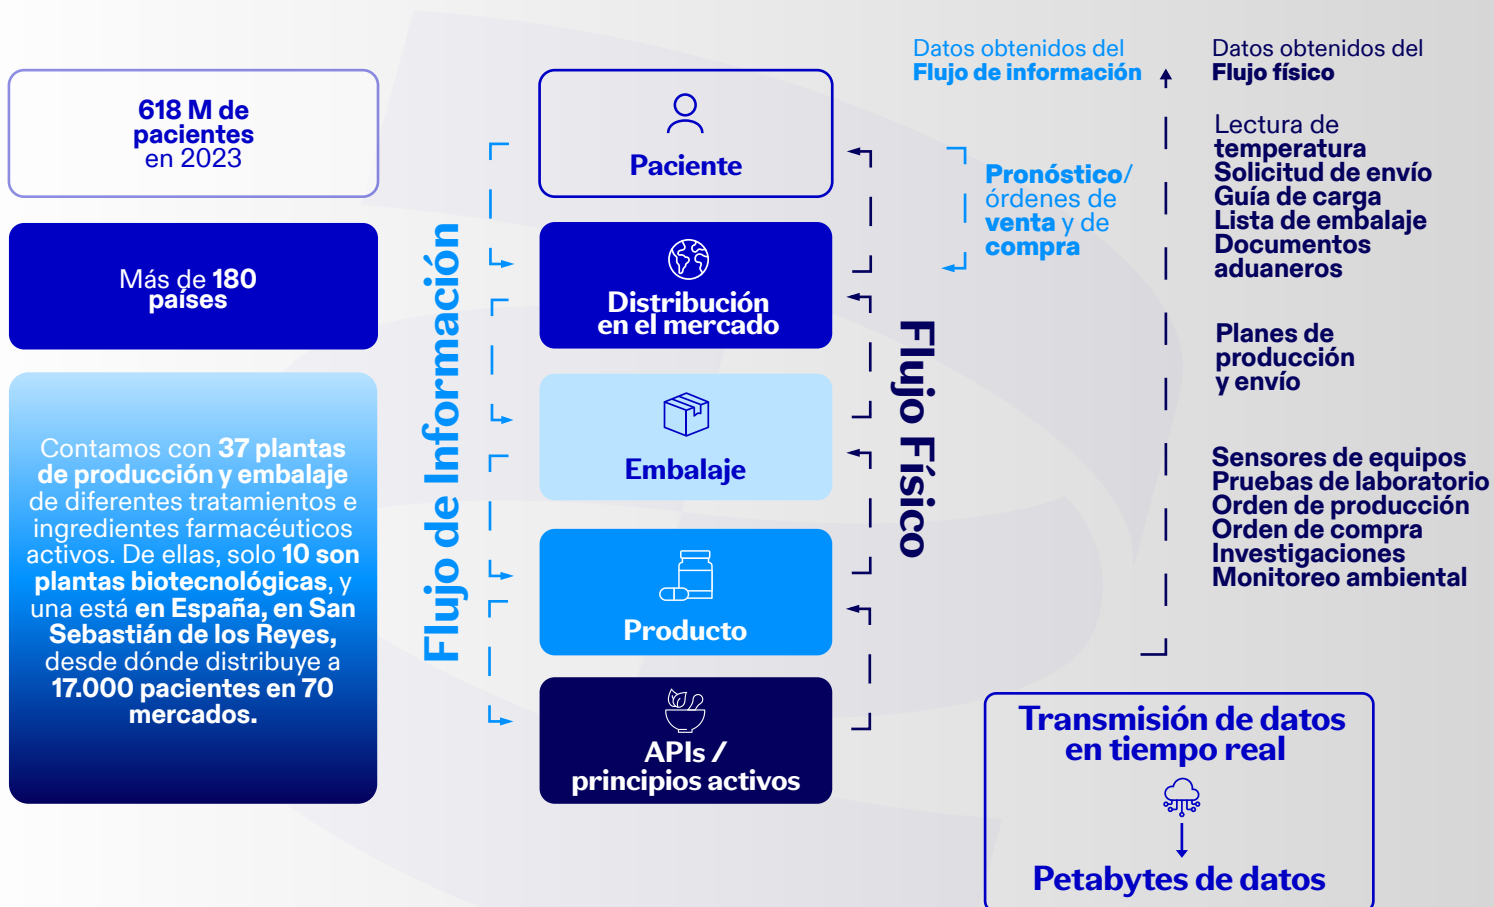 618 M de
pacientes
en 2023
Más de 180
países
Contamos con 37 plantas
de producción y embalaje
de diferentes tratamientos e
ingredientes farmacéuticos
activos. De ellas, solo 10 son
plantas biotecnológicas, y
una está en España, en San
Sebastián de los Reyes,
desde dónde distribuye a
17.000 pacientes en 70
mercados.
Flujo de Información
Paciente
Distribución
en el mercado
Embalaje
Producto
APIs /
principios activos
Flujo Físico
Datos obtenidos del
Flujo de información
Pronóstico/
órdenes de
venta y de
compra
Datos obtenidos del
Flujo físico
Lectura de
temperatura
Solicitud de envío
Guía de carga
Lista de embalaje
Documentos
aduaneros
Planes de
producción
y envío
Sensores de equipos
Pruebas de laboratorio
Orden de producción
Orden de compra
Investigaciones
Monitoreo ambiental
Transmisión de datos
en tiempo real
Petabytes de datos